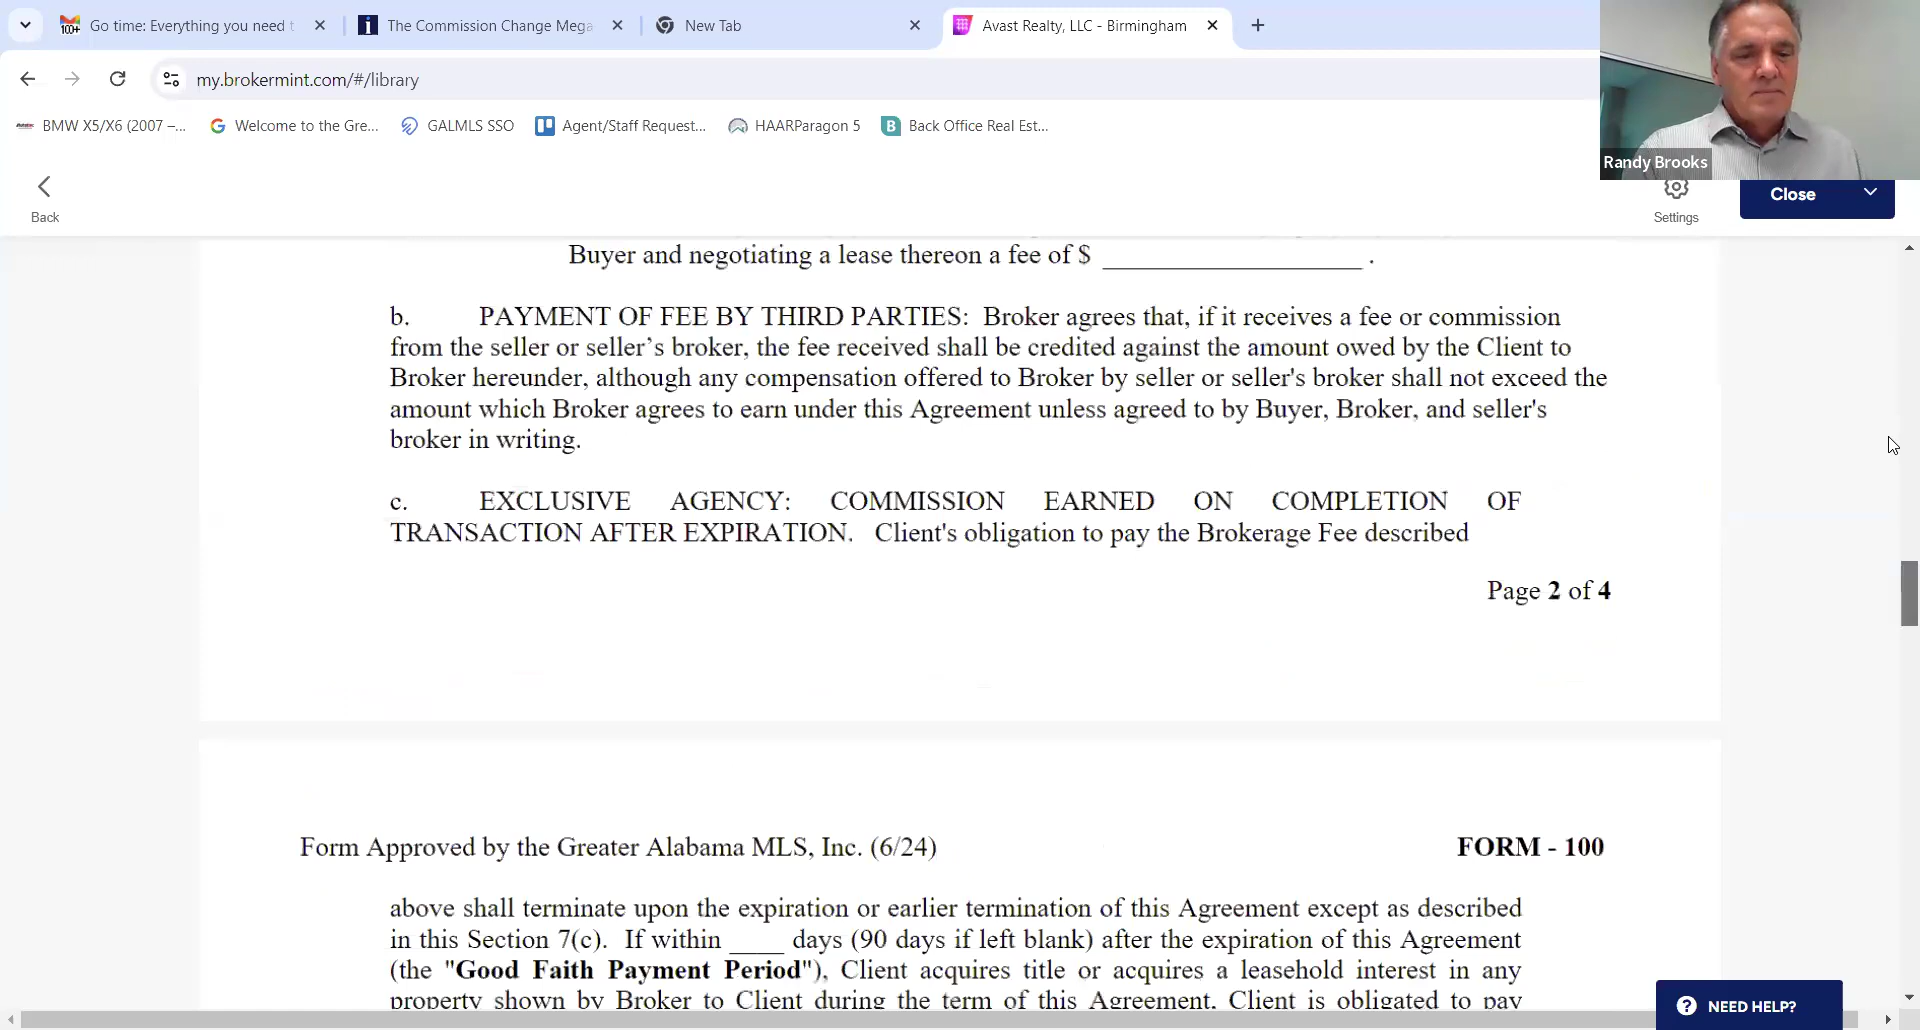 Go time: Everything you need t
The Commission Change Mega
New Tab
Avast Realty, LLC - Birmingham
my.brokermint.com/#/library
BMW X5/X6 (2007 –...
Welcome to the Gre...
GALMLS SSO
Agent/Staff Request...
HAARParagon 5
Back Office Real Est...
Randy Brooks
Back
Settings
Close
Buyer and negotiating a lease thereon a fee of $ ____________________ .
b. PAYMENT OF FEE BY THIRD PARTIES: Broker agrees that, if it receives a fee or commission
from the seller or seller’s broker, the fee received shall be credited against the amount owed by the Client to
Broker hereunder, although any compensation offered to Broker by seller or seller's broker shall not exceed the
amount which Broker agrees to earn under this Agreement unless agreed to by Buyer, Broker, and seller's
broker in writing.
c. EXCLUSIVE AGENCY: COMMISSION EARNED ON COMPLETION OF
TRANSACTION AFTER EXPIRATION. Client's obligation to pay the Brokerage Fee described
Page 2 of 4
Form Approved by the Greater Alabama MLS, Inc. (6/24)
FORM - 100
above shall terminate upon the expiration or earlier termination of this Agreement except as described
in this Section 7(c). If within ____ days (90 days if left blank) after the expiration of this Agreement
(the "Good Faith Payment Period"), Client acquires title or acquires a leasehold interest in any
property shown by Broker to Client during the term of this Agreement, Client is obligated to pay
NEED HELP?